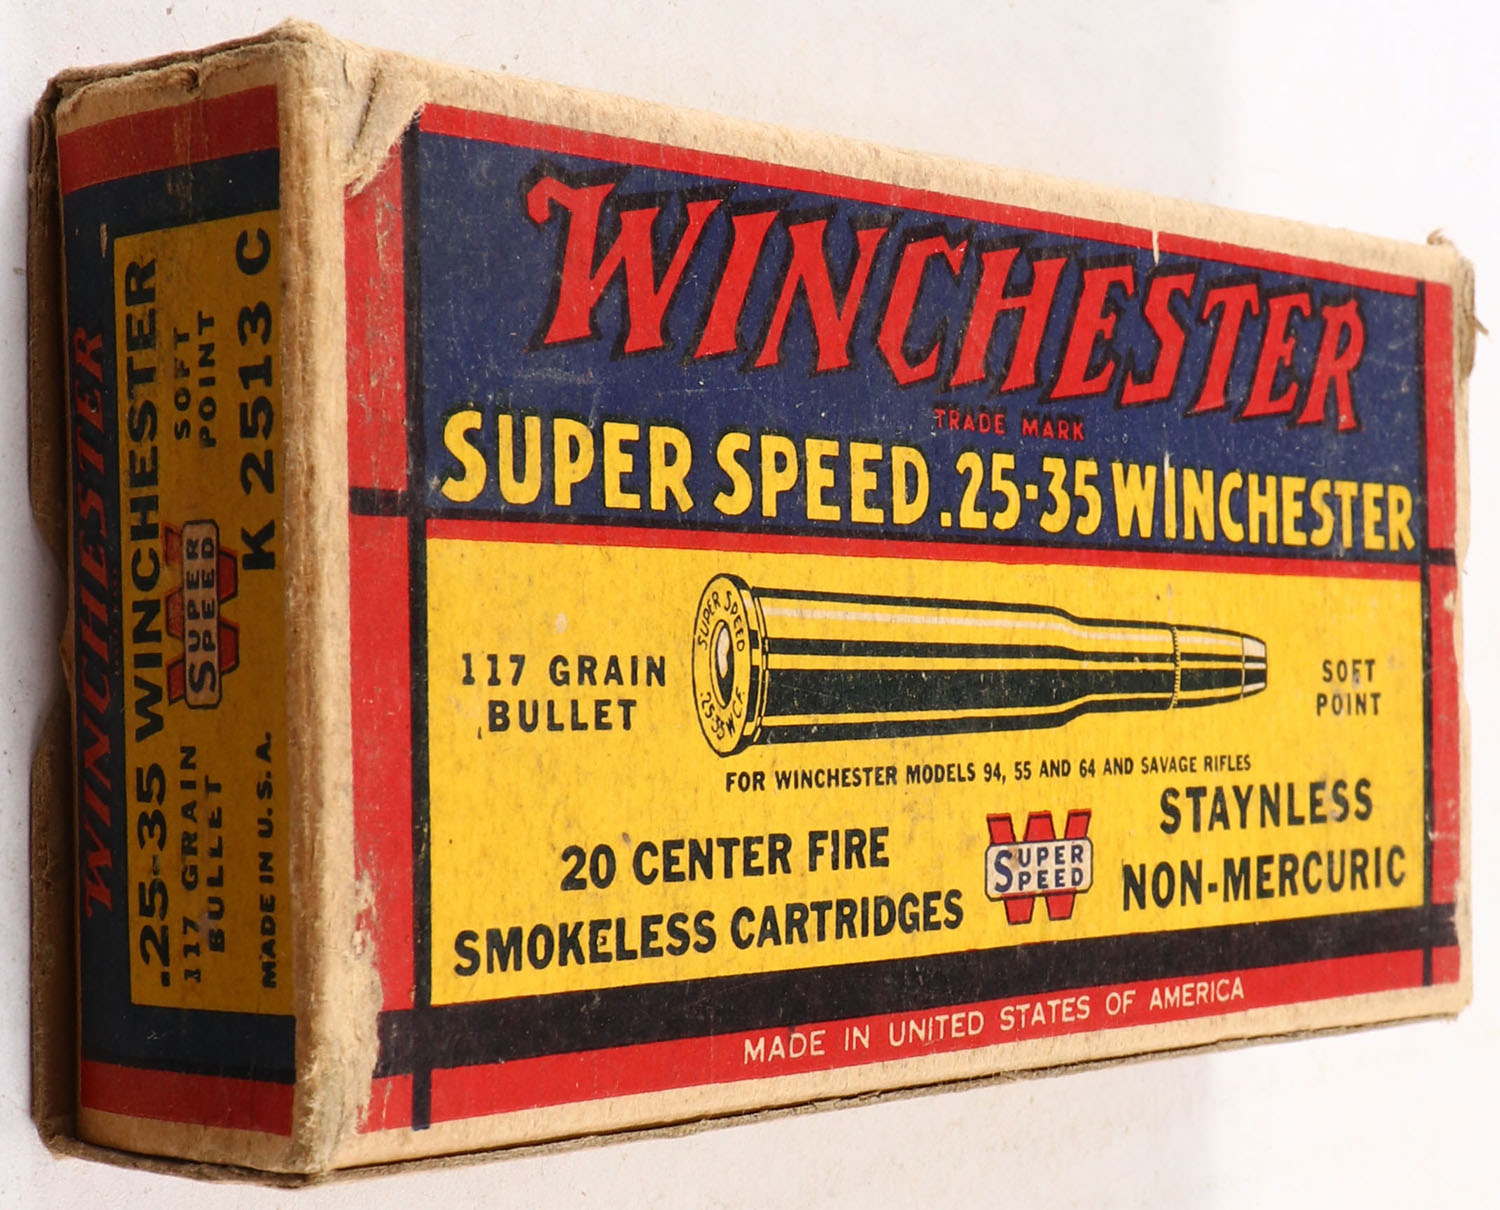 WINCHESTER
TRADE MARK
SUPER SPEED .25-35 WINCHESTER
SUPER SPEED
.25-35 W.C.F.
117 GRAIN
BULLET
SOFT
POINT
FOR WINCHESTER MODELS 94, 55 AND 64 AND SAVAGE RIFLES
20 CENTER FIRE
SMOKELESS CARTRIDGES
W
SUPER
SPEED
STAYNLESS
NON-MERCURIC
MADE IN UNITED STATES OF AMERICA
WINCHESTER
.25-35 WINCHESTER
117 GRAIN
BULLET
W
SUPER
SPEED
SOFT
POINT
MADE IN U.S.A.
K 2513 C